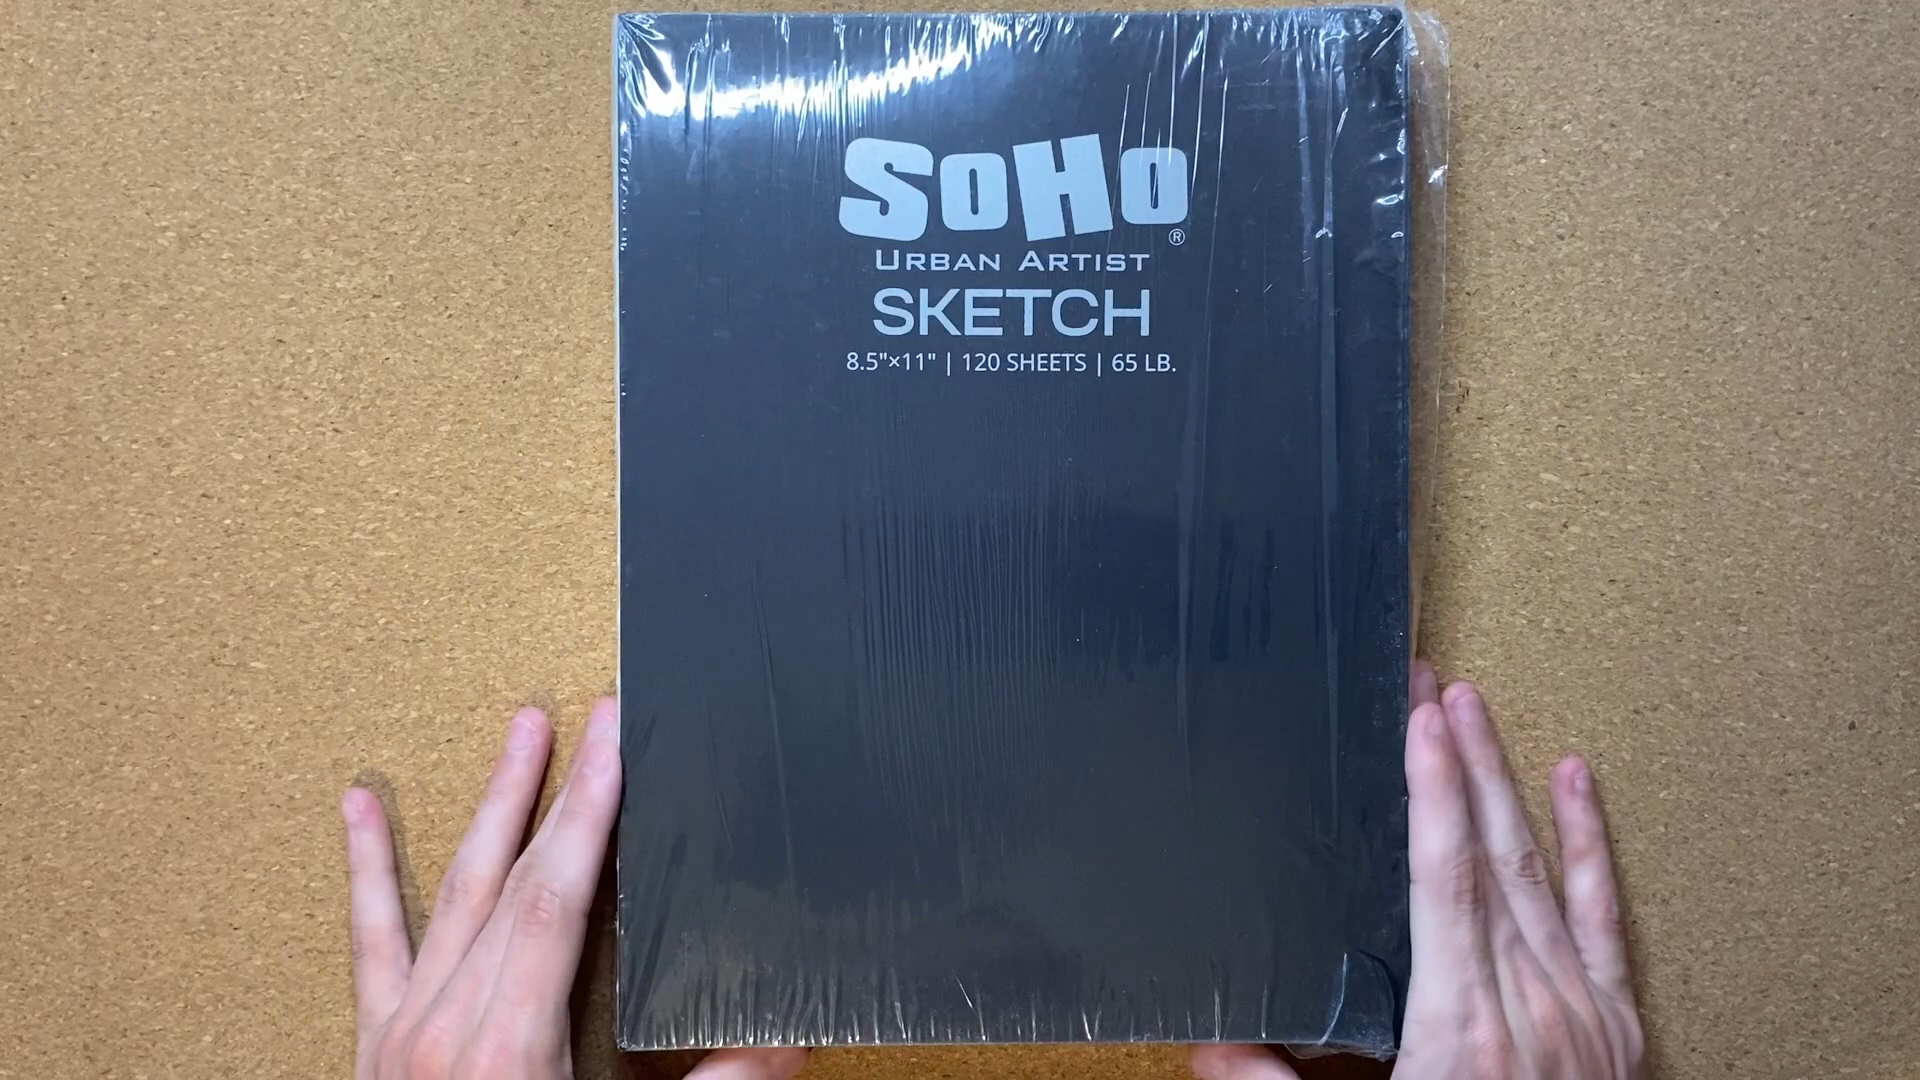 SoHo®
Urban Artist
SKETCH
8.5"×11" | 120 SHEETS | 65 LB.